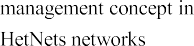 management concept in
HetNets networks